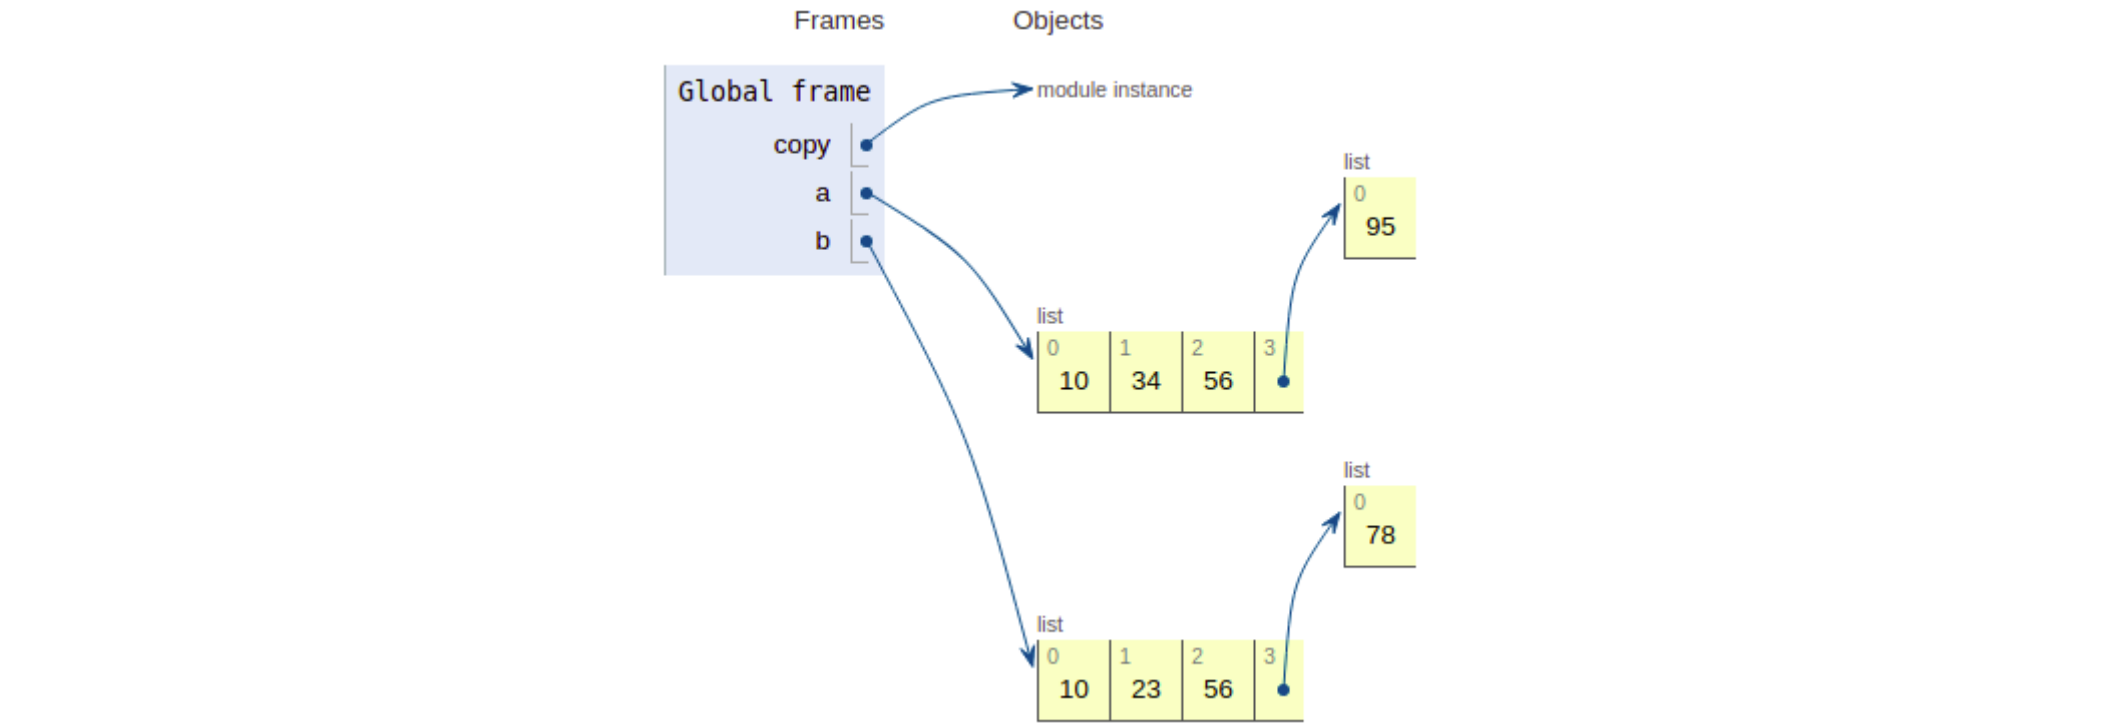 Frames Objects
Global frame
module instance
copy
list
a
0
95
b
list
0 1 2 3
10 34 56
list
0
78
list
0 1 2 3
10 23 56